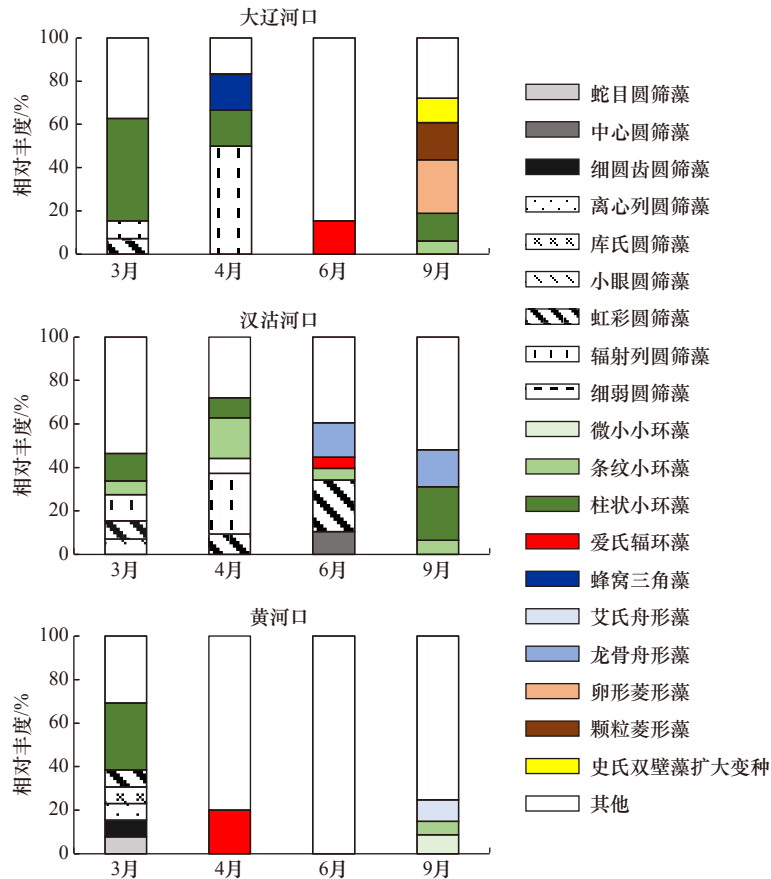 大辽河口
相对丰度/%
100
80
60
40
20
0
3月
4月
6月
9月
汉沽河口
相对丰度/%
100
80
60
40
20
0
3月
4月
6月
9月
黄河口
相对丰度/%
100
80
60
40
20
0
3月
4月
6月
9月
蛇目圆筛藻
中心圆筛藻
细圆齿圆筛藻
离心列圆筛藻
库氏圆筛藻
小眼圆筛藻
虹彩圆筛藻
辐射列圆筛藻
细弱圆筛藻
微小小环藻
条纹小环藻
柱状小环藻
爱氏辐环藻
蜂窝三角藻
艾氏舟形藻
龙骨舟形藻
卵形菱形藻
颗粒菱形藻
史氏双壁藻扩大变种
其他